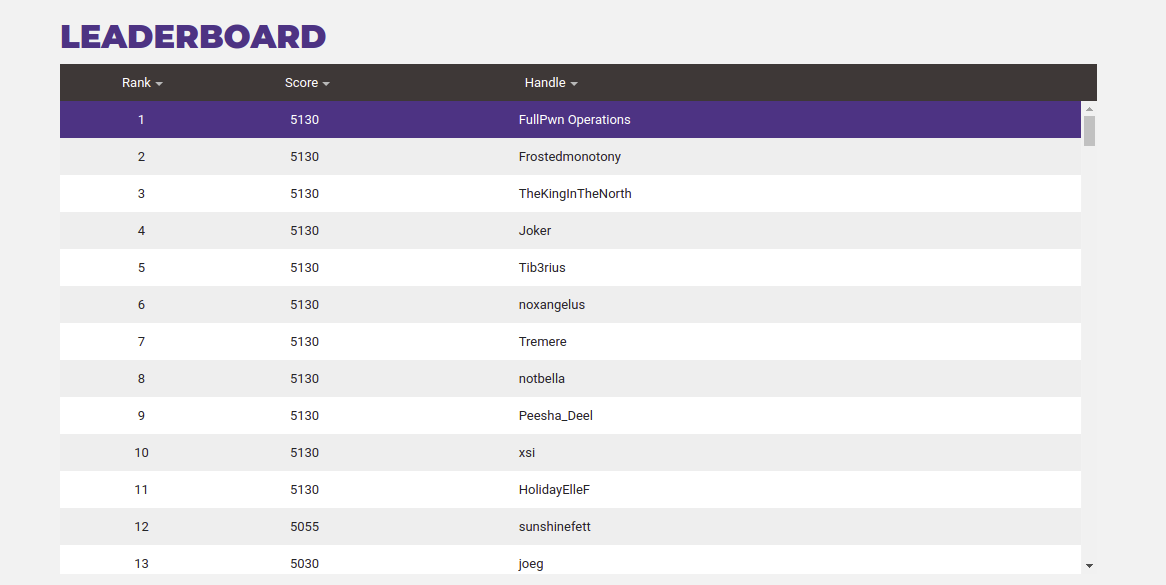 LEADERBOARD
Rank Score Handle
1 5130 FullPwn Operations
2 5130 Frostedmonotony
3 5130 TheKingInTheNorth
4 5130 Joker
5 5130 Tib3rius
6 5130 noxangelus
7 5130 Tremere
8 5130 notbella
9 5130 Peesha_Deel
10 5130 xsi
11 5130 HolidayElleF
12 5055 sunshinefett
13 5030 joeg